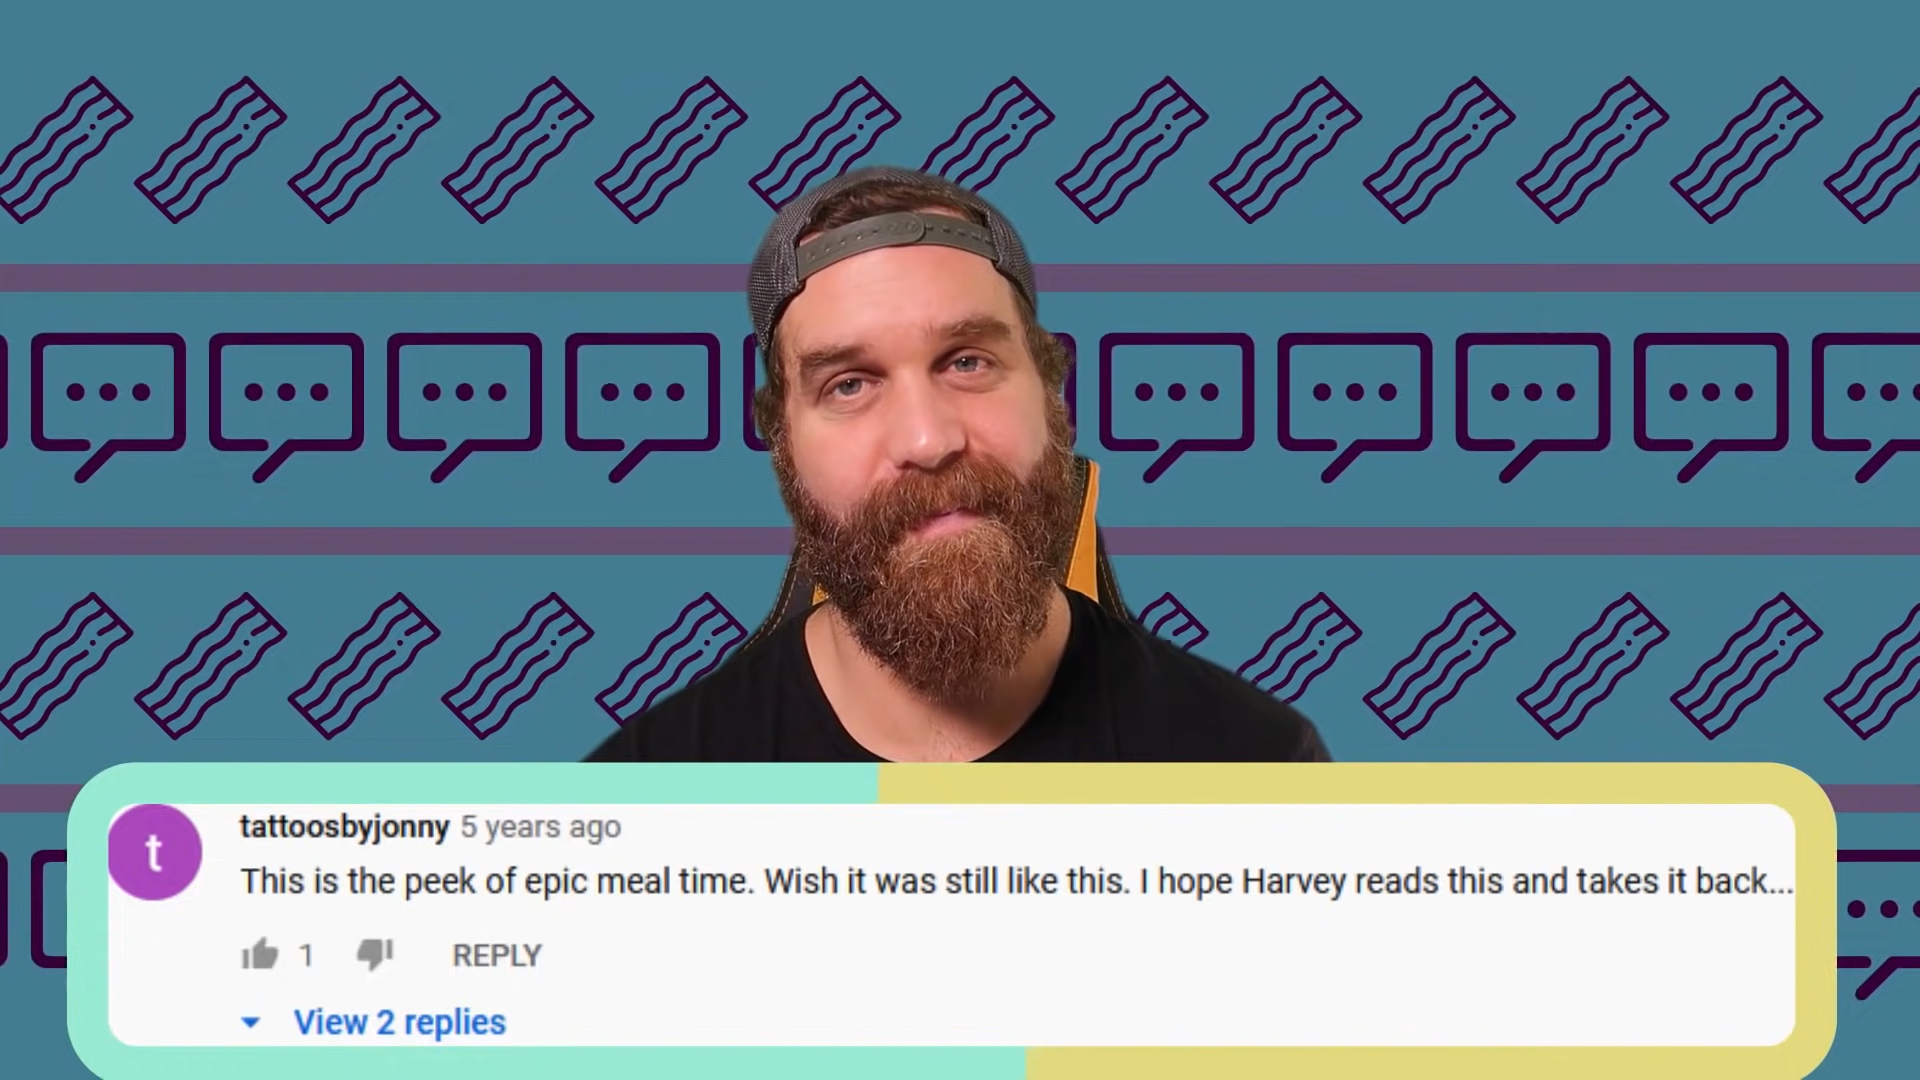 t
tattoosbyjonny 5 years ago
This is the peek of epic meal time. Wish it was still like this. I hope Harvey reads this and takes it back...
1 REPLY
View 2 replies